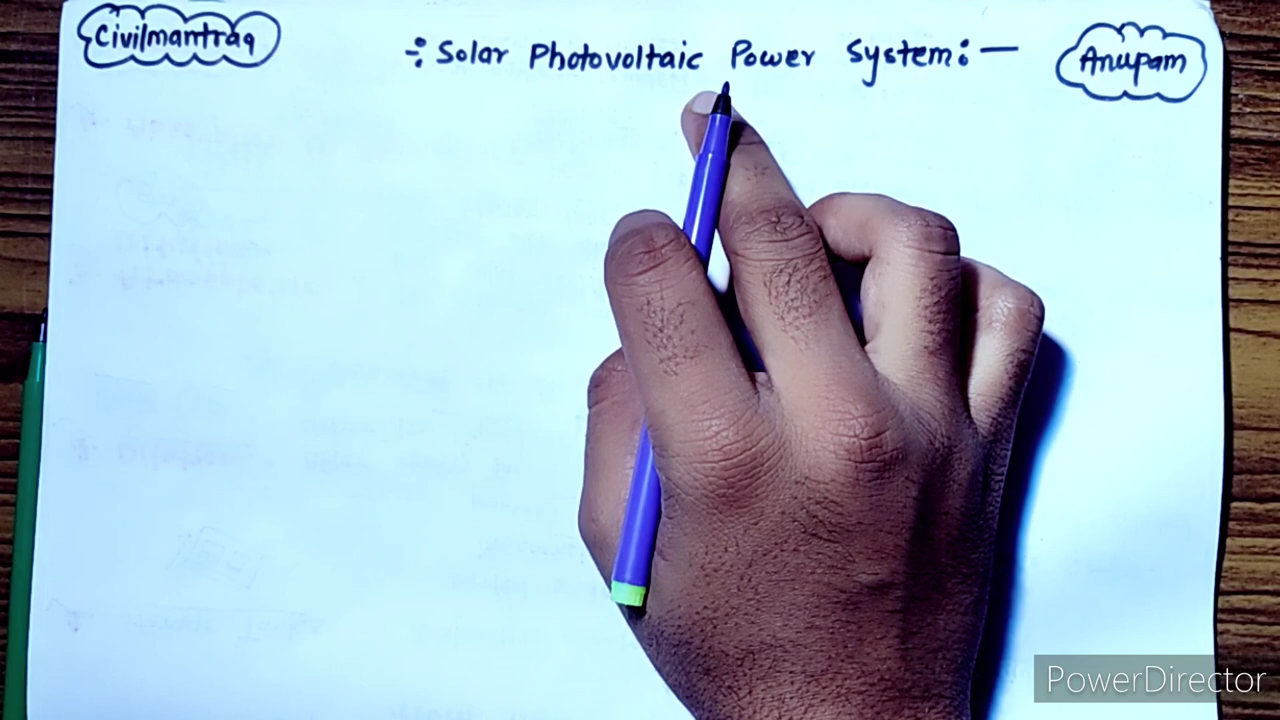 Civilmantraa
÷ Solar Photovoltaic Power System:—
Anupam
PowerDirector